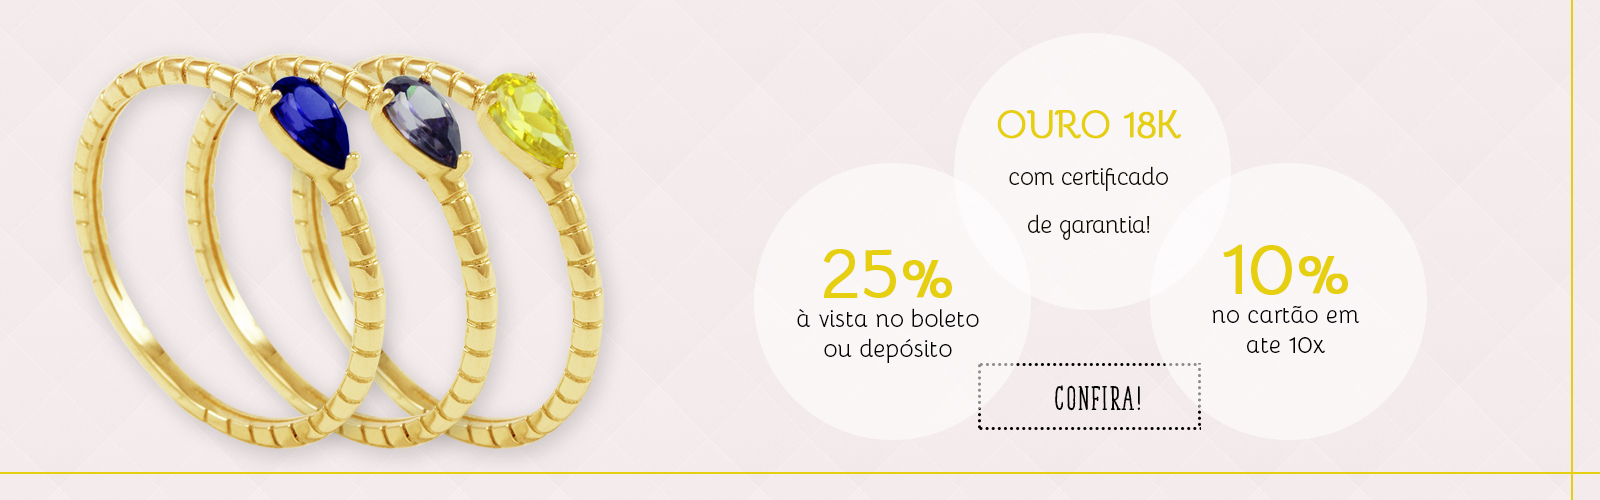 OURO 18K
com certificado
de garantia!
25%
à vista no boleto
ou depósito
10%
no cartão em
ate 10x
CONFIRA!